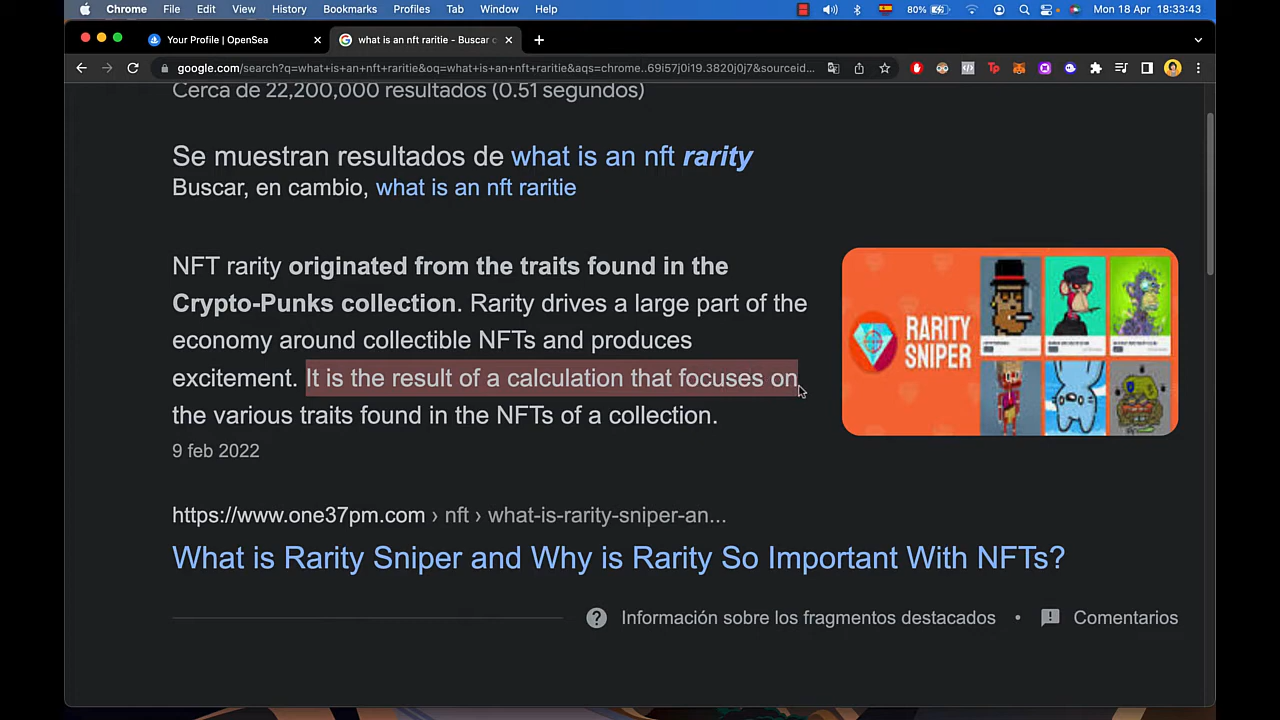 Chrome File Edit View History Bookmarks Profiles Tab Window Help 80% Mon 18 Apr 18:33:43
Your Profile | OpenSea what is an nft raritie - Buscar c
google.com/search?q=what+is+an+nft+raritie&oq=what+is+an+nft+raritie&aqs=chrome..69i57j0i19.3820j0j7&sourceid...
Cerca de 22,200,000 resultados (0.51 segundos)
Se muestran resultados de what is an nft rarity
Buscar, en cambio, what is an nft raritie
NFT rarity originated from the traits found in the
Crypto-Punks collection. Rarity drives a large part of the
economy around collectible NFTs and produces
excitement. It is the result of a calculation that focuses on
the various traits found in the NFTs of a collection.
9 feb 2022
RARITY
SNIPER
https://www.one37pm.com › nft › what-is-rarity-sniper-an...
What is Rarity Sniper and Why is Rarity So Important With NFTs?
Información sobre los fragmentos destacados • Comentarios